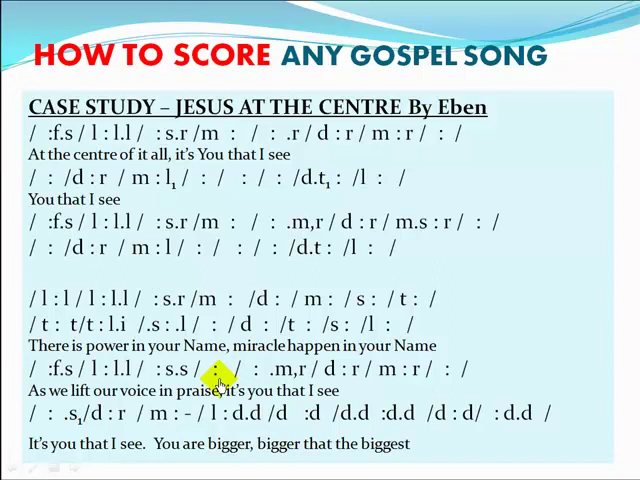 HOW TO SCORE ANY GOSPEL SONG
CASE STUDY – JESUS AT THE CENTRE By Eben
/ :f.s / l : l.l / : s.r /m : / : .r / d : r / m : r / : /
At the centre of it all, it's You that I see
/ : /d : r / m : l₁ / : / : / : /d.t₁ : /l : /
You that I see
/ :f.s / l : l.l / : s.r /m : / : .m,r / d : r / m.s : r / : /
/ : /d : r / m : l / : / : / : /d.t : /l : /
/ l : l / l : l.l / : s.r /m : /d : / m : / s : / t : /
/ t : t/t : l.i /.s : .l / : / d : /t : /s : /l : /
There is power in your Name, miracle happen in your Name
/ :f.s / l : l.l / : s.s / : / : .m,r / d : r / m : r / : /
As we lift our voice in praise, it's you that I see
/ : .s₁/d : r / m : - / l : d.d /d :d /d.d :d.d / d : d/ : d.d /
It's you that I see. You are bigger, bigger that the biggest